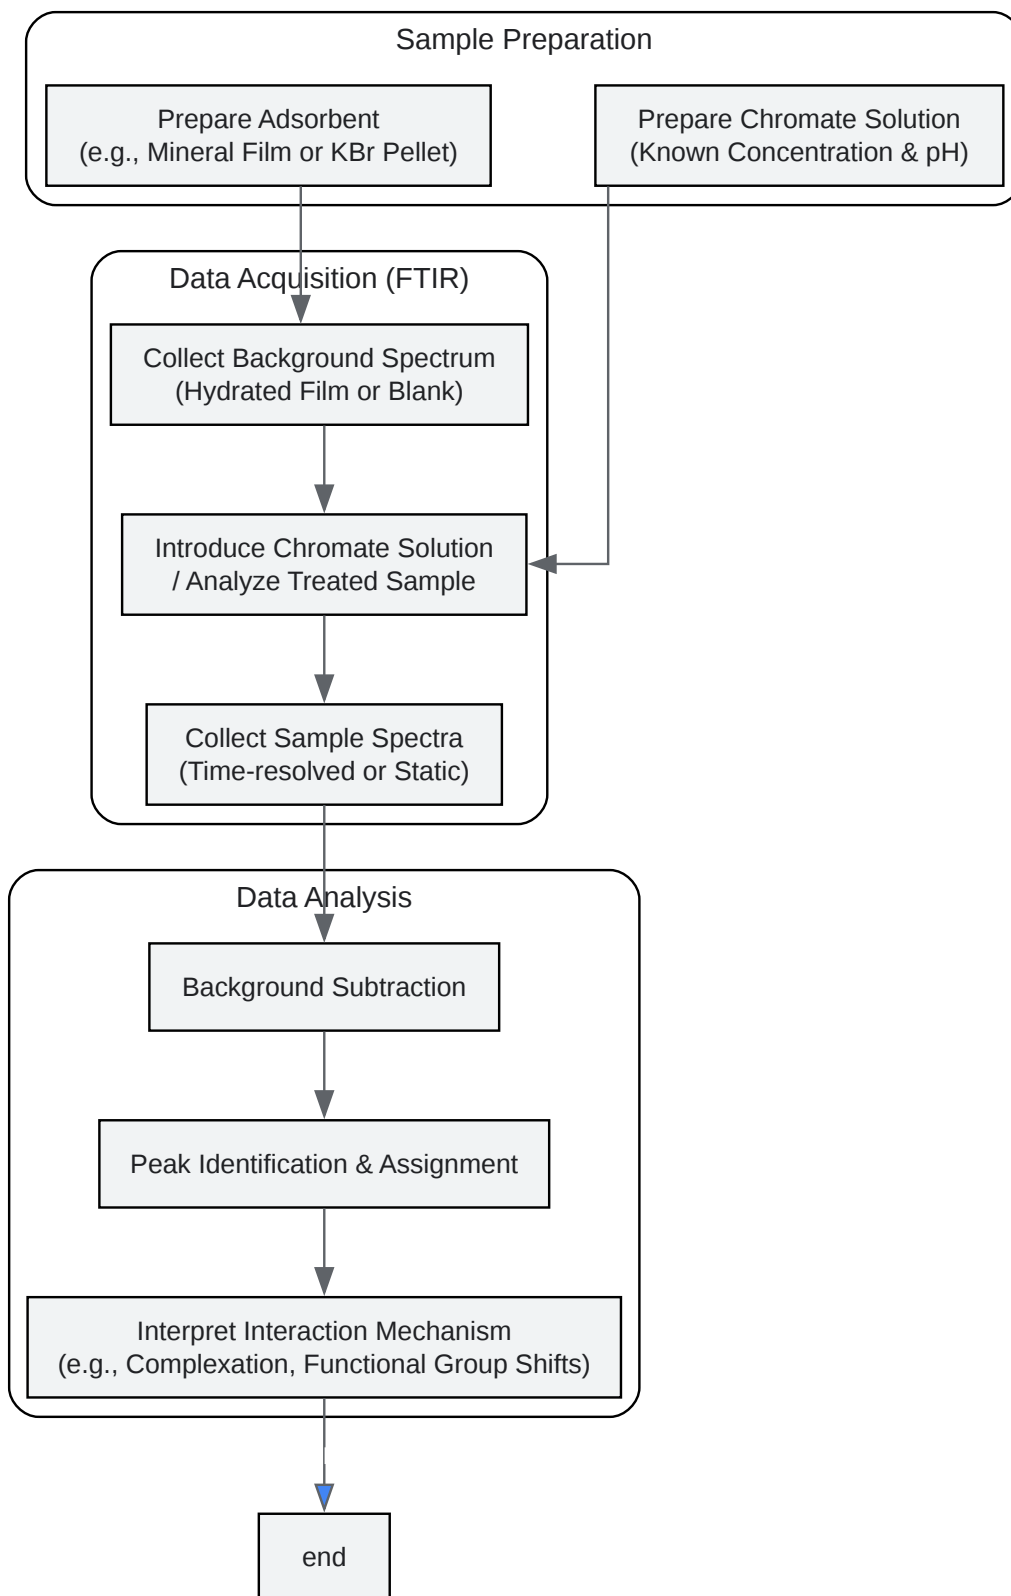 Sample Preparation
Prepare Adsorbent
(e.g., Mineral Film or KBr Pellet)
Prepare Chromate Solution
(Known Concentration & pH)
Data Acquisition (FTIR)
Collect Background Spectrum
(Hydrated Film or Blank)
Introduce Chromate Solution
/ Analyze Treated Sample
Collect Sample Spectra
(Time-resolved or Static)
Data Analysis
Background Subtraction
Peak Identification & Assignment
Interpret Interaction Mechanism
(e.g., Complexation, Functional Group Shifts)
end